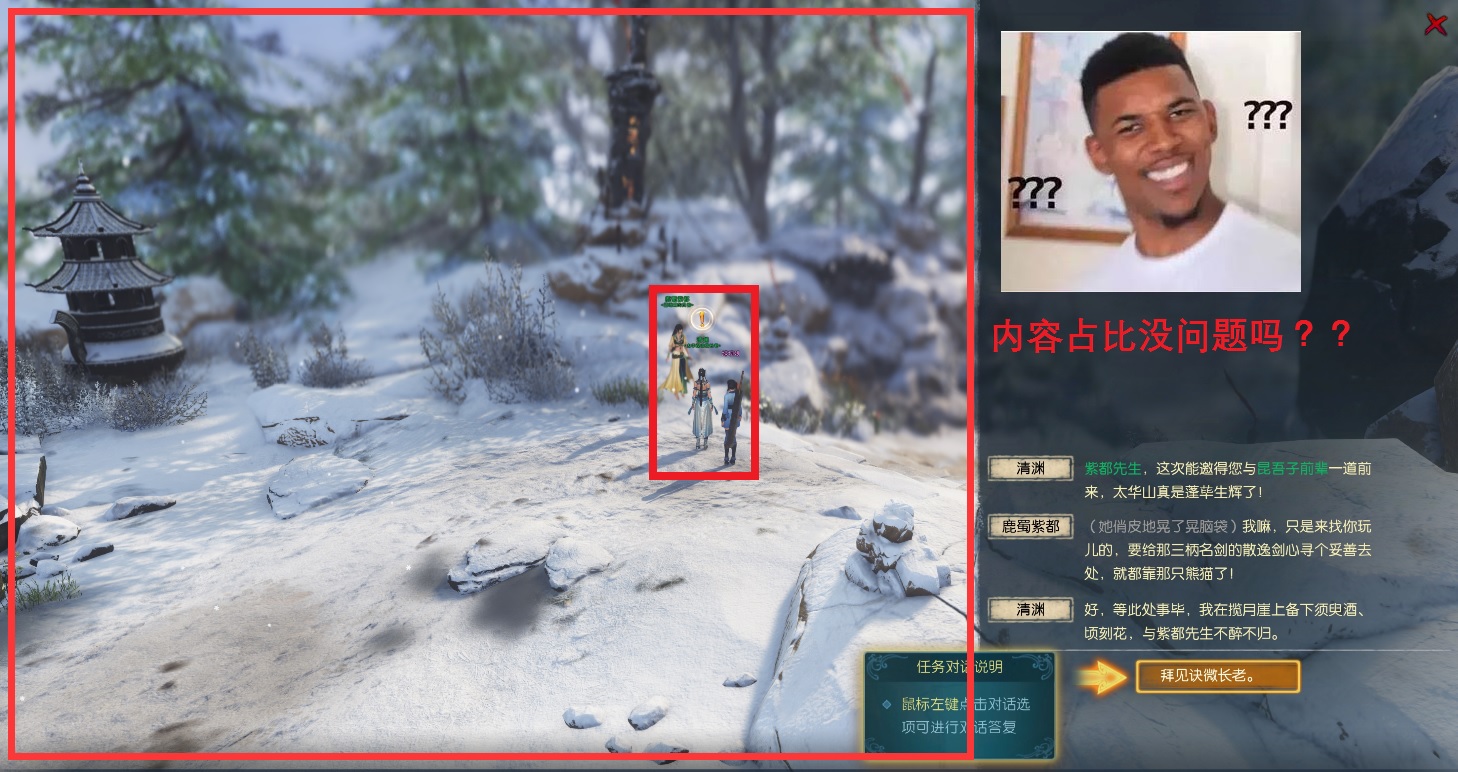 ???
???
内容占比没问题吗？？
清渊
紫都先生，这次能邀得您与昆吾子前辈一道前
来，太华山真是蓬荜生辉了！
鹿蜀紫都
（她俏皮地晃了晃脑袋）我嘛，只是来找你玩
儿的，要给那三柄名剑的散逸剑心寻个妥善去
处，就都靠那只熊猫了！
清渊
好，等此处事毕，我在揽月崖上备下须臾酒、
顷刻花，与紫都先生不醉不归。
拜见诀微长老。
任务对话说明
鼠标左键点击对话选
项可进行对话答复